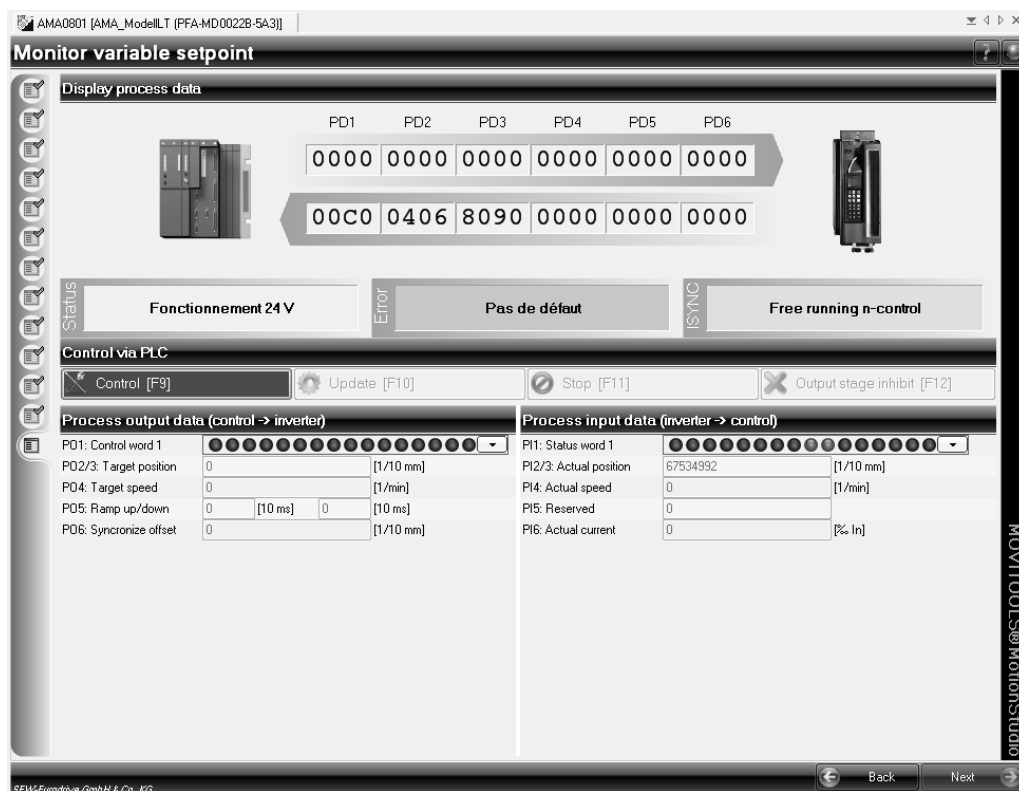 AMA0801 [AMA_ModellLT (PFA-MD0022B-5A3)]
Monitor variable setpoint
Display process data
PD1 PD2 PD3 PD4 PD5 PD6
0000 0000 0000 0000 0000 0000
00C0 0406 8090 0000 0000 0000
Status
Fonctionnement 24 V
Error
Pas de défaut
ISYNC
Free running n-control
Control via PLC
Control [F9] Update [F10] Stop [F11] Output stage inhibit [F12]
Process output data (control -> inverter)
PO1: Control word 1
PO2/3: Target position 0 [1/10 mm]
PO4: Target speed 0 [1/min]
PO5: Ramp up/down 0 [10 ms] 0 [10 ms]
PO6: Syncronize offset 0 [1/10 mm]
Process input data (inverter -> control)
PI1: Status word 1
PI2/3: Actual position 67534992 [1/10 mm]
PI4: Actual speed 0 [1/min]
PI5: Reserved 0
PI6: Actual current 0 [‰ In]
MOVITOOLS®MotionStudio
Back Next
SEW-Eurodrive GmbH & Co. KG